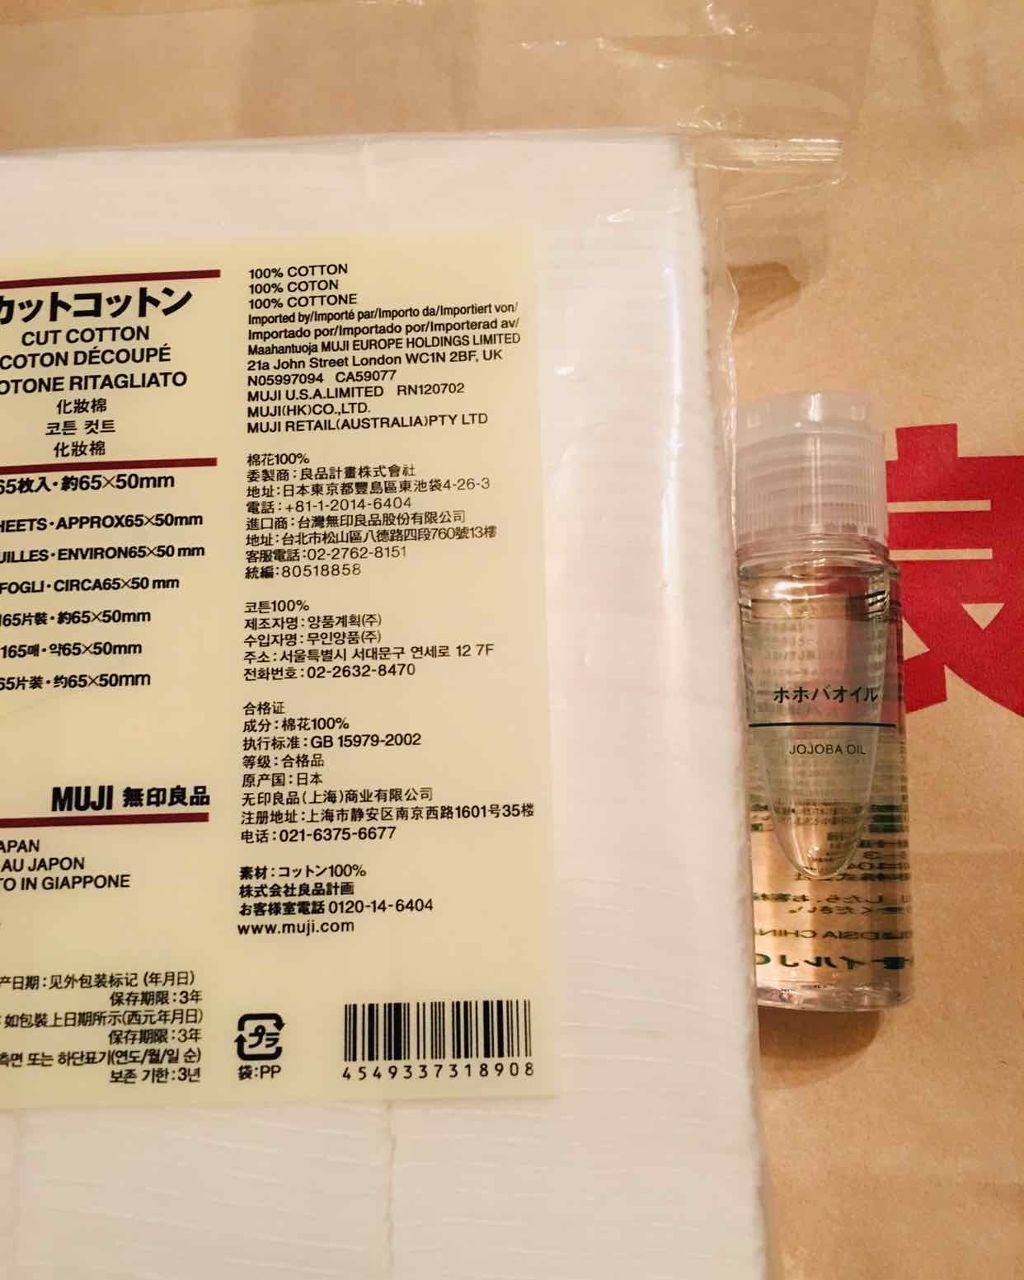 カットコットン
CUT COTTON
COTON DÉCOUPÉ
COTONE RITAGLIATO
化妝棉
코튼 컷트
化妝棉
65枚入・約65×50mm
HEETS・APPROX65×50mm
UILLES・ENVIRON65×50 mm
FOGLI・CIRCA65×50 mm
165片裝・約65×50mm
165매・약65×50mm
65片装・约65×50mm
MUJI 無印良品
APAN
AU JAPON
TO IN GIAPPONE
产日期：见外包装标记 (年月日)
保存期限：3年
如包裝上日期所示(西元年月日)
保存期限：3年
측면 또는 하단표기(연도/월/일 순)
보존 기한：3년
100% COTTON
100% COTON
100% COTTONE
Imported by/Importé par/Importo da/Importiert von/
Importado por/Importado por/Importerad av/
Maahantuoja MUJI EUROPE HOLDINGS LIMITED
21a John Street London WC1N 2BF, UK
N05997094 CA59077
MUJI U.S.A.LIMITED RN120702
MUJI(HK)CO.,LTD.
MUJI RETAIL(AUSTRALIA)PTY LTD
棉花100%
委製商：良品計畫株式會社
地址：日本東京都豐島區東池袋4-26-3
電話：+81-1-2014-6404
進口商：台灣無印良品股份有限公司
地址：台北市松山區八德路四段760號13樓
客服電話：02-2762-8151
統編：80518858
코튼100%
제조자명：양품계획(주)
수입자명：무인양품(주)
주소：서울특별시 서대문구 연세로 12 7F
전화번호：02-2632-8470
合格证
成分：棉花100%
执行标准：GB 15979-2002
等级：合格品
原产国：日本
无印良品(上海)商业有限公司
注册地址：上海市静安区南京西路1601号35楼
电话：021-6375-6677
素材：コットン100%
株式会社良品計画
お客様室電話 0120-14-6404
www.muji.com
プラ
袋：PP
4549337318908
ホホバオイル
JOJOBA OIL